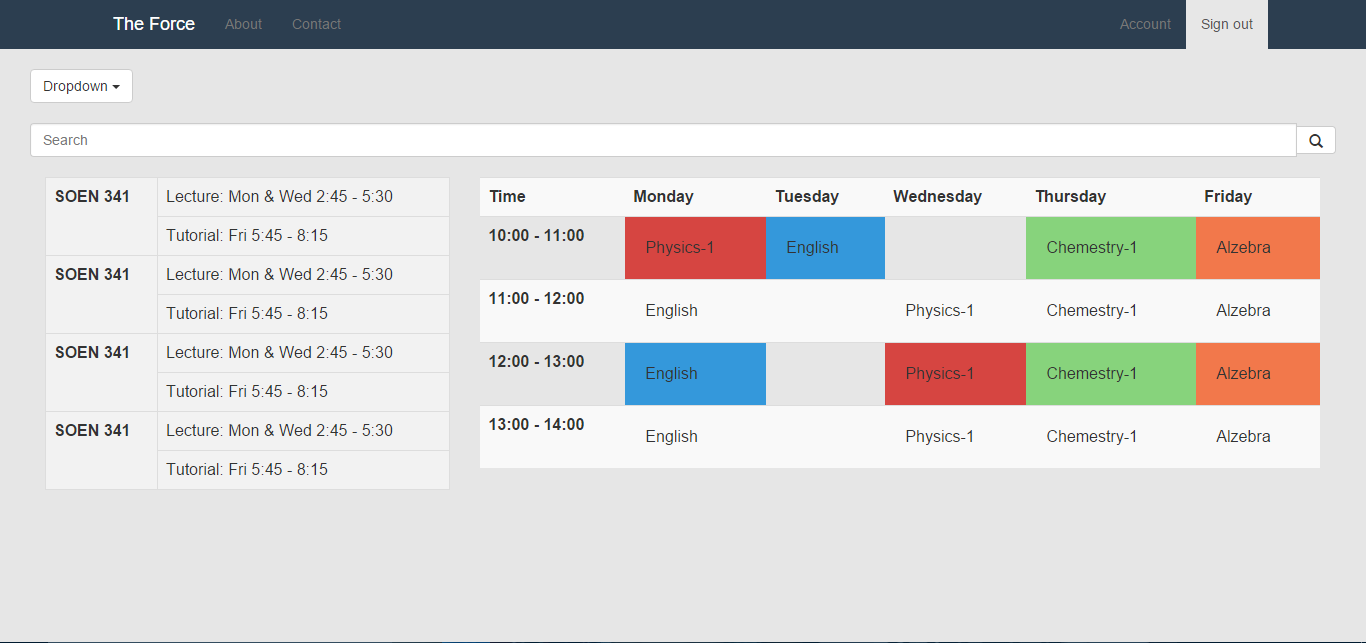 The Force About Contact Account Sign out
Dropdown
Search
SOEN 341 Lecture: Mon & Wed 2:45 - 5:30
Tutorial: Fri 5:45 - 8:15
SOEN 341 Lecture: Mon & Wed 2:45 - 5:30
Tutorial: Fri 5:45 - 8:15
SOEN 341 Lecture: Mon & Wed 2:45 - 5:30
Tutorial: Fri 5:45 - 8:15
SOEN 341 Lecture: Mon & Wed 2:45 - 5:30
Tutorial: Fri 5:45 - 8:15
Time Monday Tuesday Wednesday Thursday Friday
10:00 - 11:00 Physics-1 English Chemestry-1 Alzebra
11:00 - 12:00 English Physics-1 Chemestry-1 Alzebra
12:00 - 13:00 English Physics-1 Chemestry-1 Alzebra
13:00 - 14:00 English Physics-1 Chemestry-1 Alzebra